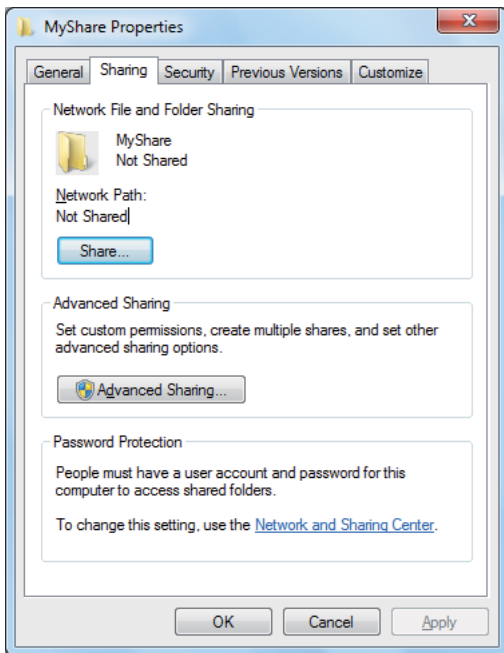 MyShare Properties
General Sharing Security Previous Versions Customize
Network File and Folder Sharing
MyShare
Not Shared
Network Path:
Not Shared
Share...
Advanced Sharing
Set custom permissions, create multiple shares, and set other
advanced sharing options.
Advanced Sharing...
Password Protection
People must have a user account and password for this
computer to access shared folders.
To change this setting, use the Network and Sharing Center.
OK Cancel Apply